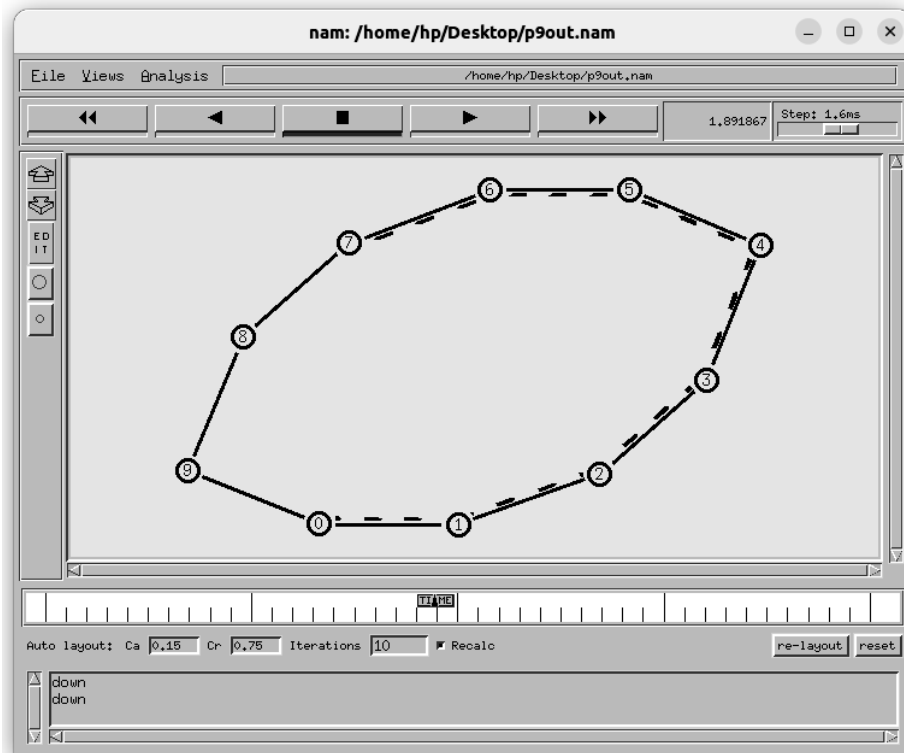 nam: /home/hp/Desktop/p9out.nam
File Views Analysis /home/hp/Desktop/p9out.nam
1.891867 Step: 1.6ms
ED
IT
6 5
7 4
8
3
9 2
0 1
TIME
Auto layout: Ca 0.15 Cr 0.75 Iterations 10 Recalc re-layout reset
down
down